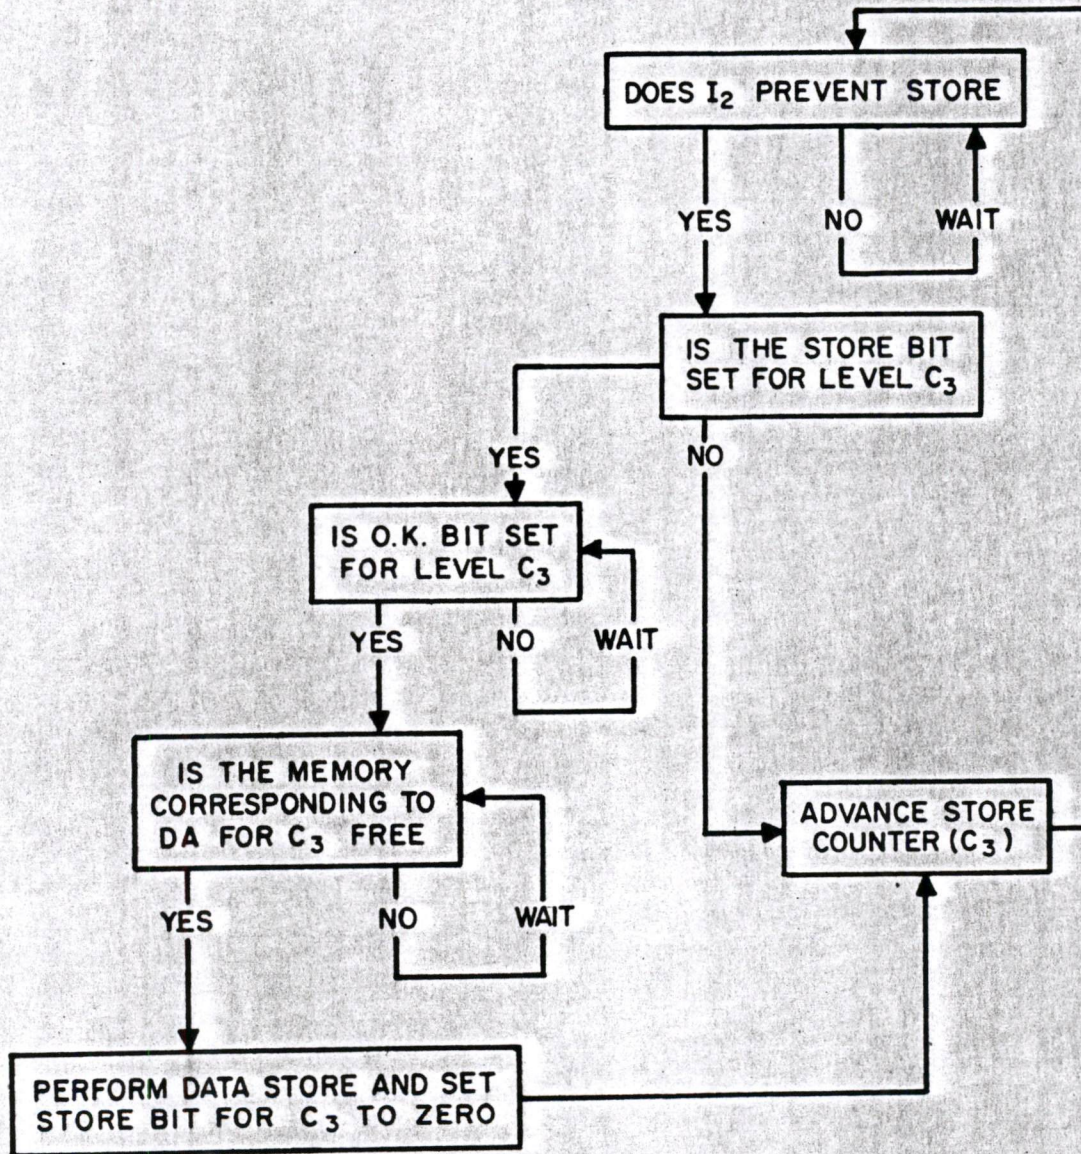 DOES I₂ PREVENT STORE
YES
NO
WAIT
IS THE STORE BIT
SET FOR LEVEL C₃
YES
NO
IS O.K. BIT SET
FOR LEVEL C₃
YES
NO
WAIT
IS THE MEMORY
CORRESPONDING TO
DA FOR C₃ FREE
YES
NO
WAIT
ADVANCE STORE
COUNTER (C₃)
PERFORM DATA STORE AND SET
STORE BIT FOR C₃ TO ZERO